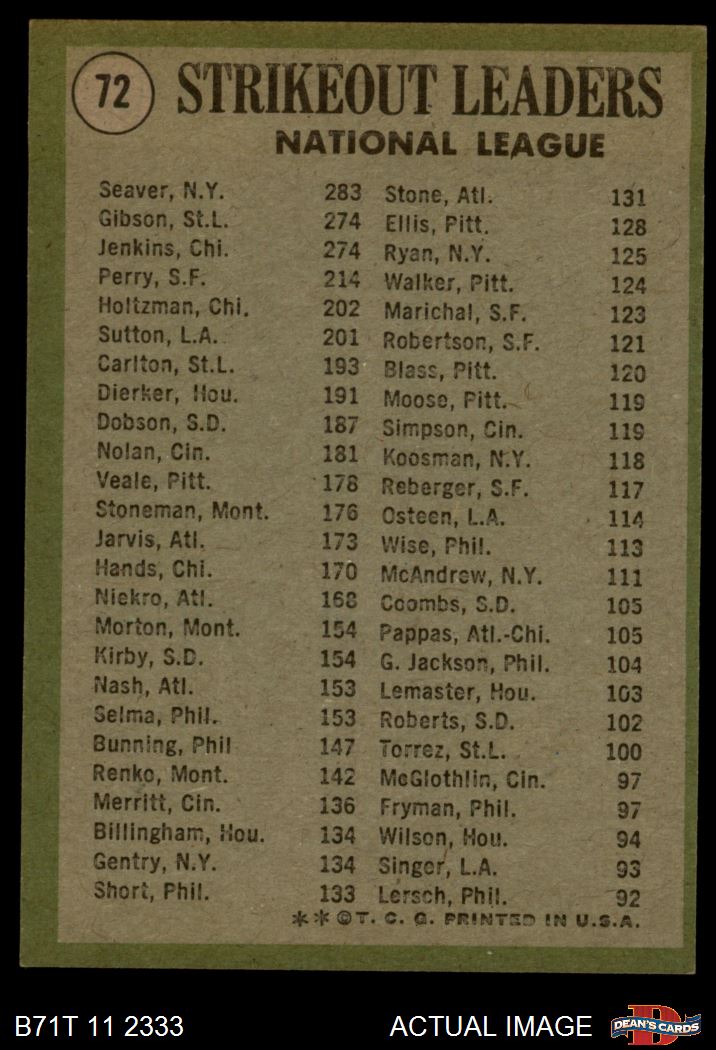 72
STRIKEOUT LEADERS
NATIONAL LEAGUE
Seaver, N.Y. 283
Gibson, St.L. 274
Jenkins, Chi. 274
Perry, S.F. 214
Holtzman, Chi. 202
Sutton, L.A. 201
Carlton, St.L. 193
Dierker, Hou. 191
Dobson, S.D. 187
Nolan, Cin. 181
Veale, Pitt. 178
Stoneman, Mont. 176
Jarvis, Atl. 173
Hands, Chi. 170
Niekro, Atl. 168
Morton, Mont. 154
Kirby, S.D. 154
Nash, Atl. 153
Selma, Phil. 153
Bunning, Phil 147
Renko, Mont. 142
Merritt, Cin. 136
Billingham, Hou. 134
Gentry, N.Y. 134
Short, Phil. 133
Stone, Atl. 131
Ellis, Pitt. 128
Ryan, N.Y. 125
Walker, Pitt. 124
Marichal, S.F. 123
Robertson, S.F. 121
Blass, Pitt. 120
Moose, Pitt. 119
Simpson, Cin. 119
Koosman, N.Y. 118
Reberger, S.F. 117
Osteen, L.A. 114
Wise, Phil. 113
McAndrew, N.Y. 111
Coombs, S.D. 105
Pappas, Atl.-Chi. 105
G. Jackson, Phil. 104
Lemaster, Hou. 103
Roberts, S.D. 102
Torrez, St.L. 100
McGlothlin, Cin. 97
Fryman, Phil. 97
Wilson, Hou. 94
Singer, L.A. 93
Lersch, Phil. 92
**©T. C. G. PRINTED IN U.S.A.
B71T 11 2333
ACTUAL IMAGE
D
DEAN'S CARDS